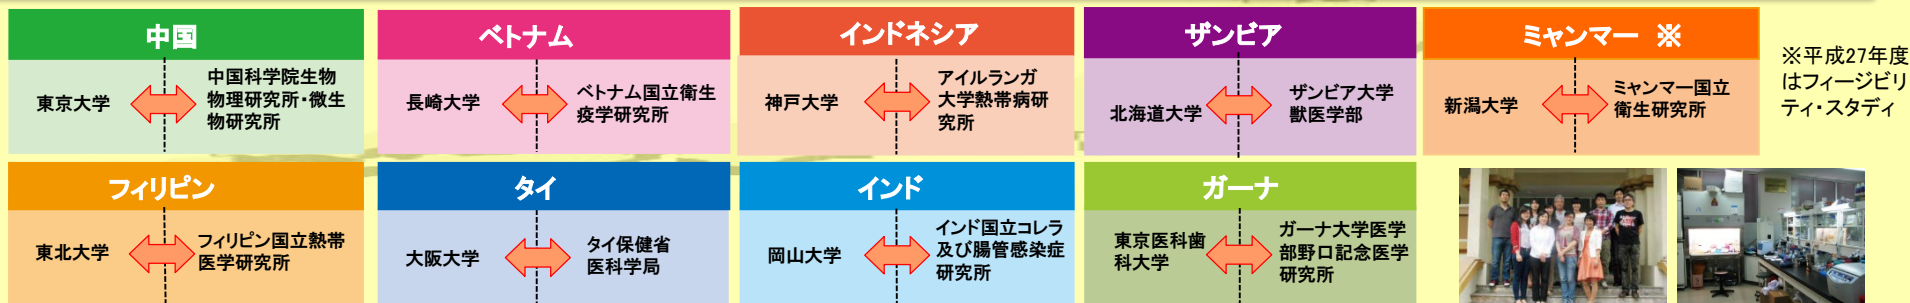 中国
東京大学
中国科学院生物
物理研究所・微生
物研究所
ベトナム
長崎大学
ベトナム国立衛生
疫学研究所
インドネシア
神戸大学
アイルランガ
大学熱帯病研
究所
ザンビア
北海道大学
ザンビア大学
獣医学部
ミャンマー ※
新潟大学
ミャンマー国立
衛生研究所
※平成27年度
はフィージビリ
ティ・スタディ
フィリピン
東北大学
フィリピン国立熱帯
医学研究所
タイ
大阪大学
タイ保健省
医科学局
インド
岡山大学
インド国立コレラ
及び腸管感染症
研究所
ガーナ
東京医科歯
科大学
ガーナ大学医学
部野口記念医学
研究所